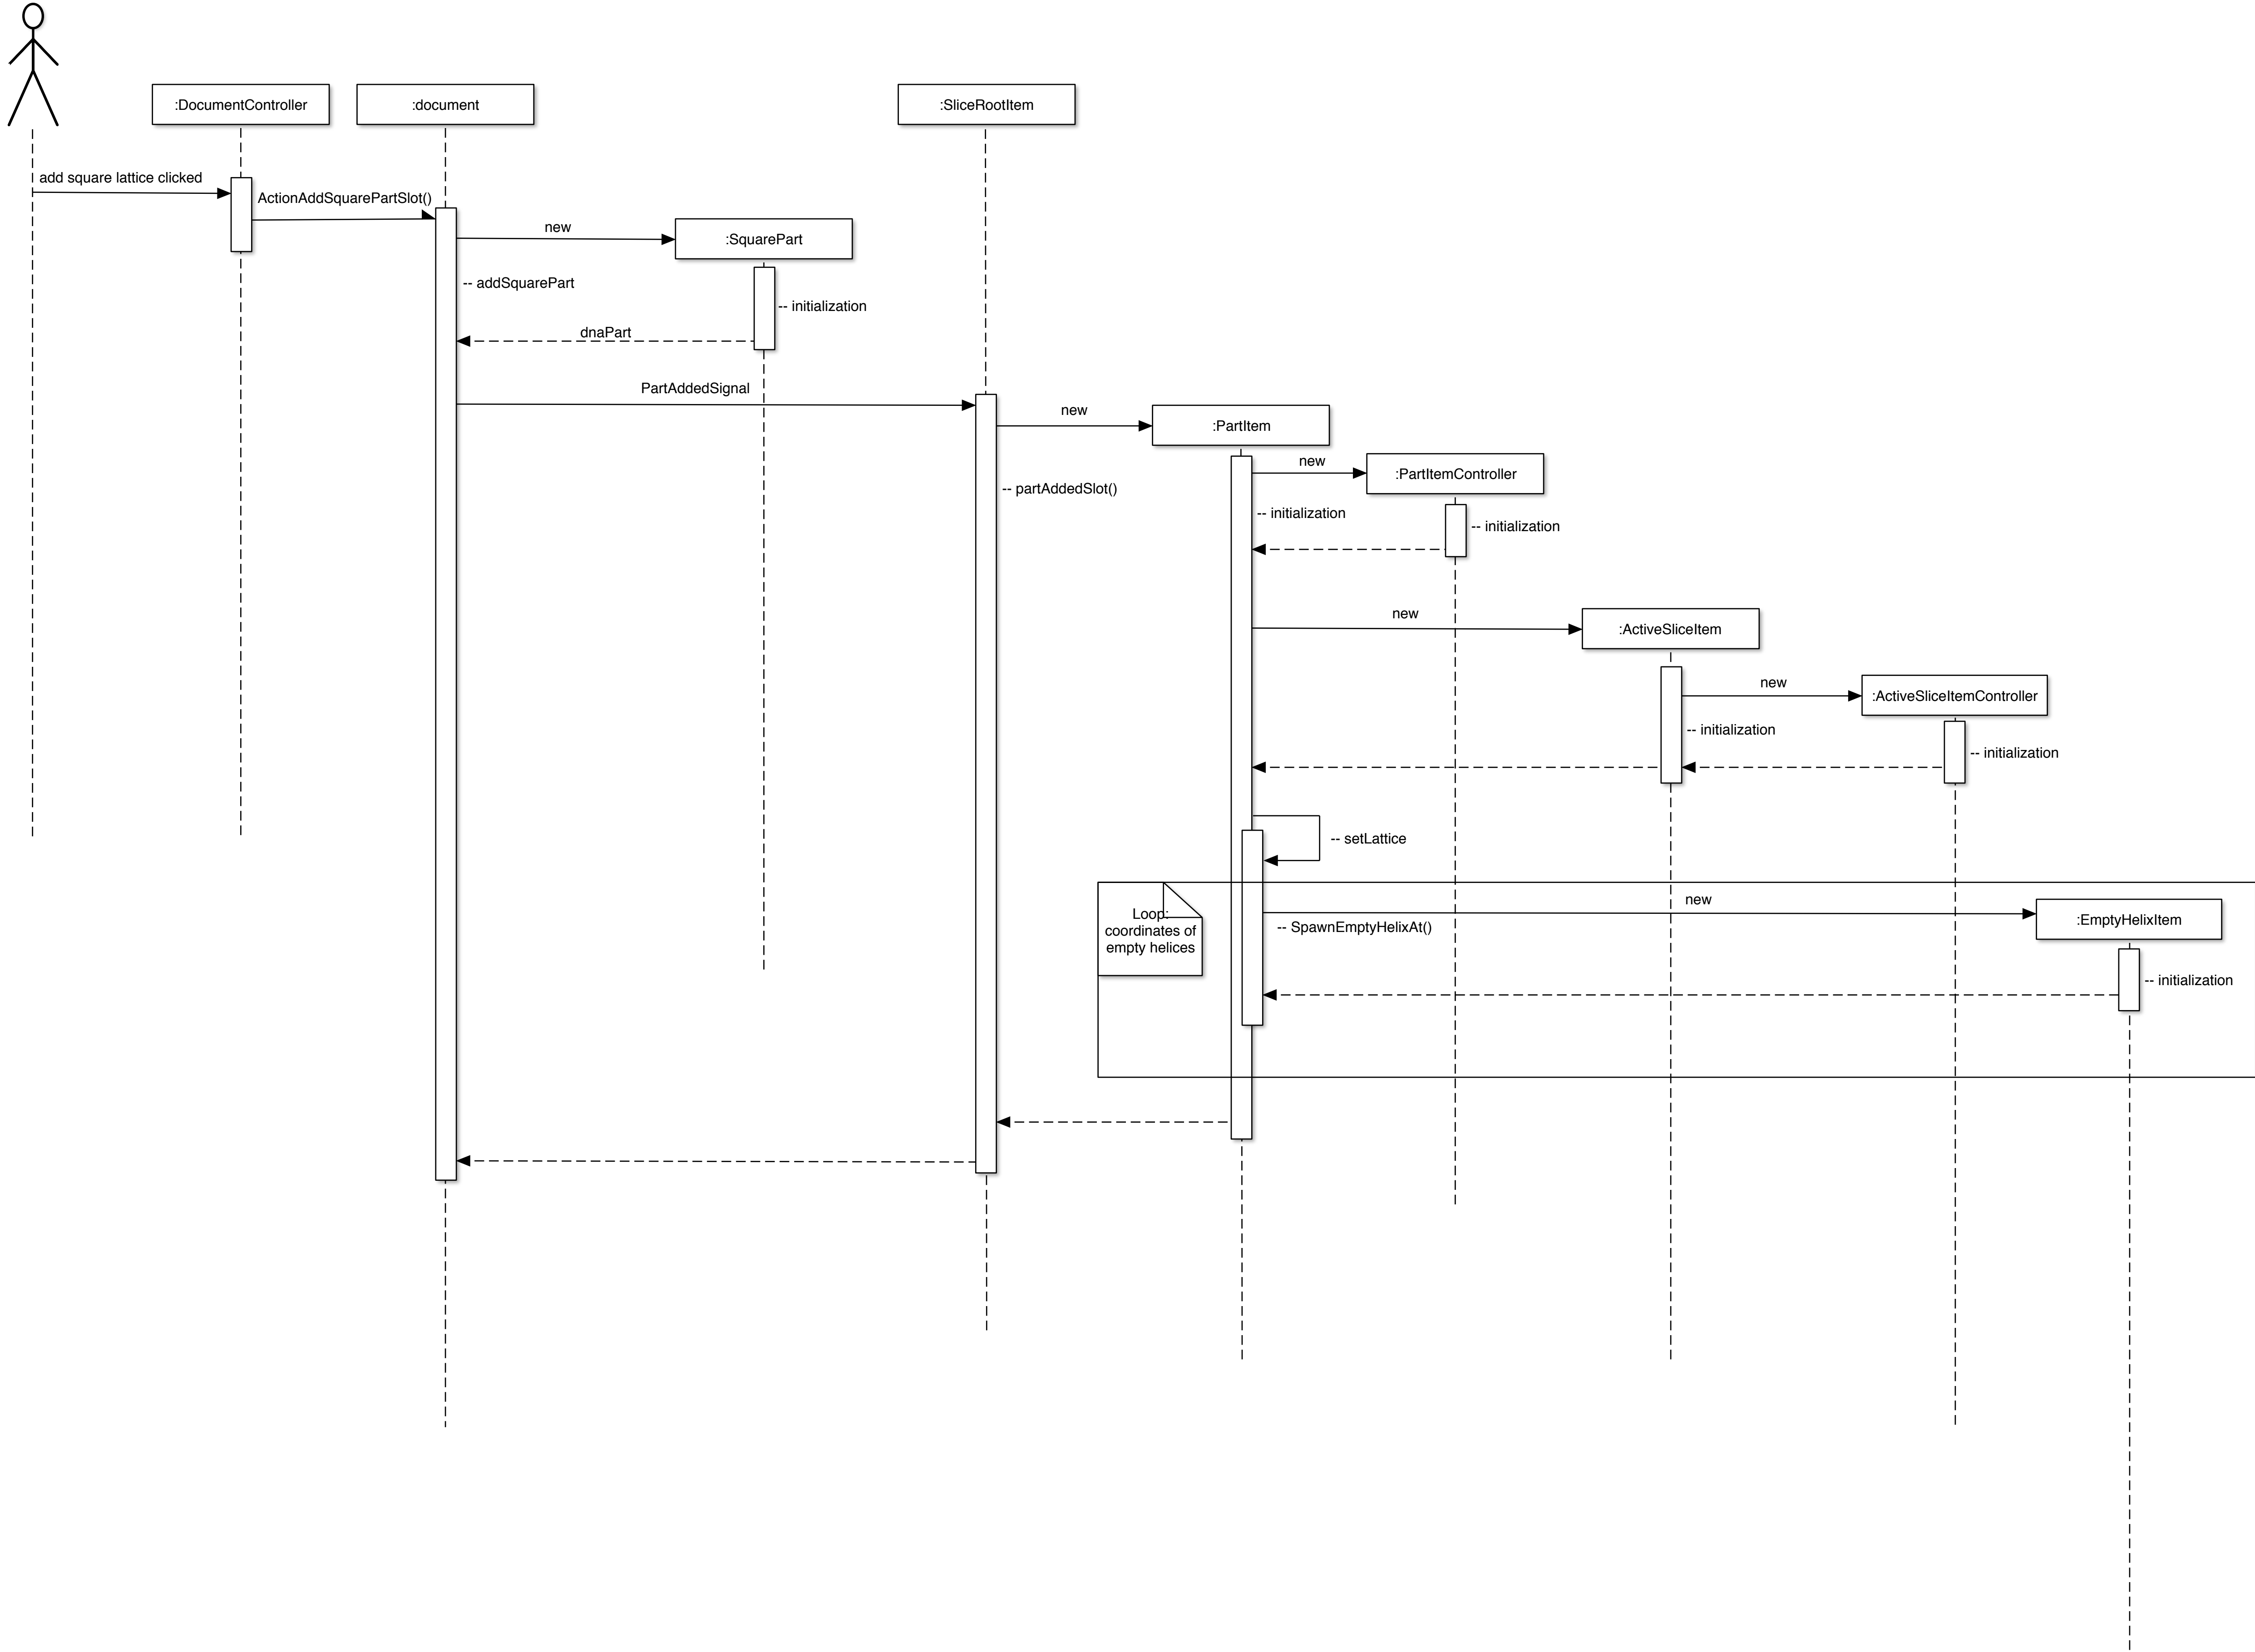 :DocumentController
:document
:SliceRootItem
add square lattice clicked
ActionAddSquarePartSlot()
new
:SquarePart
-- addSquarePart
-- initialization
dnaPart
PartAddedSignal
new
:PartItem
new
:PartItemController
-- partAddedSlot()
-- initialization
-- initialization
new
:ActiveSliceItem
new
:ActiveSliceItemController
-- initialization
-- initialization
-- setLattice
new
Loop:
coordinates of
empty helices
-- SpawnEmptyHelixAt()
:EmptyHelixItem
-- initialization